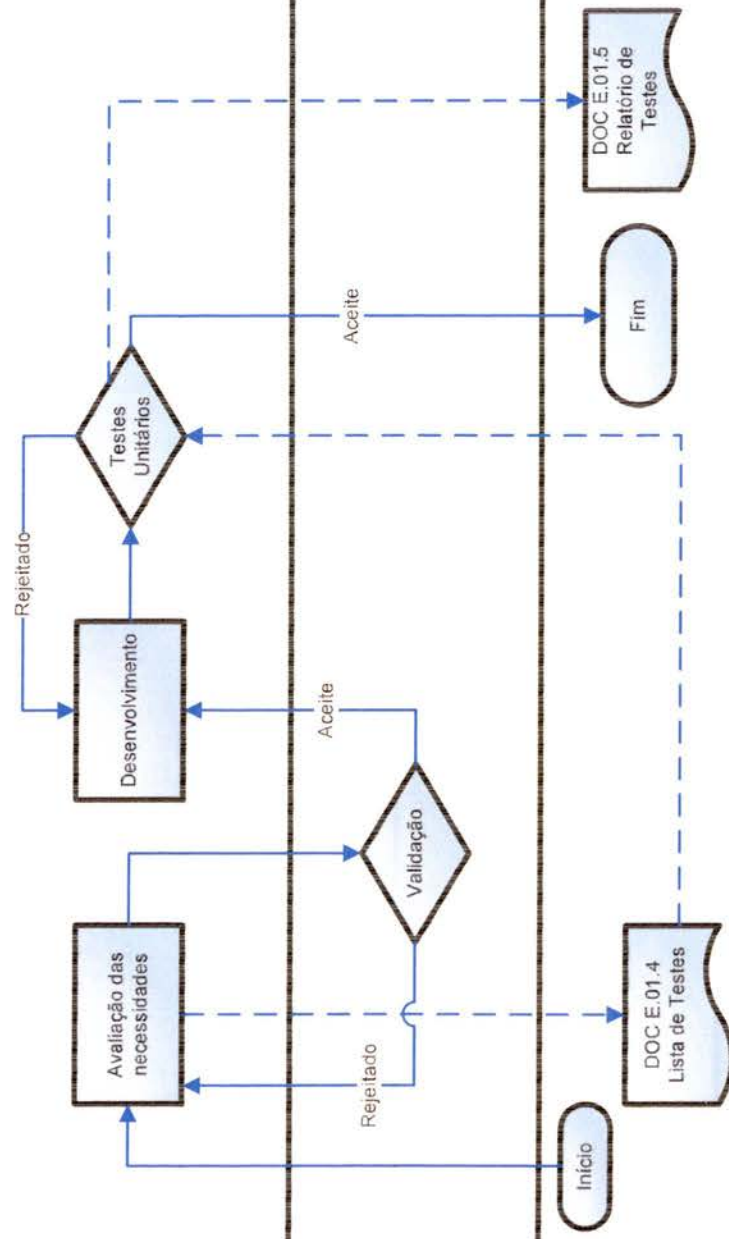 Início
Avaliação das
necessidades
DOC E.01.4
Lista de Testes
Rejeitado
Validação
Aceite
Desenvolvimento
Rejeitado
Testes
Unitários
Aceite
Fim
DOC E.01.5
Relatório de
Testes